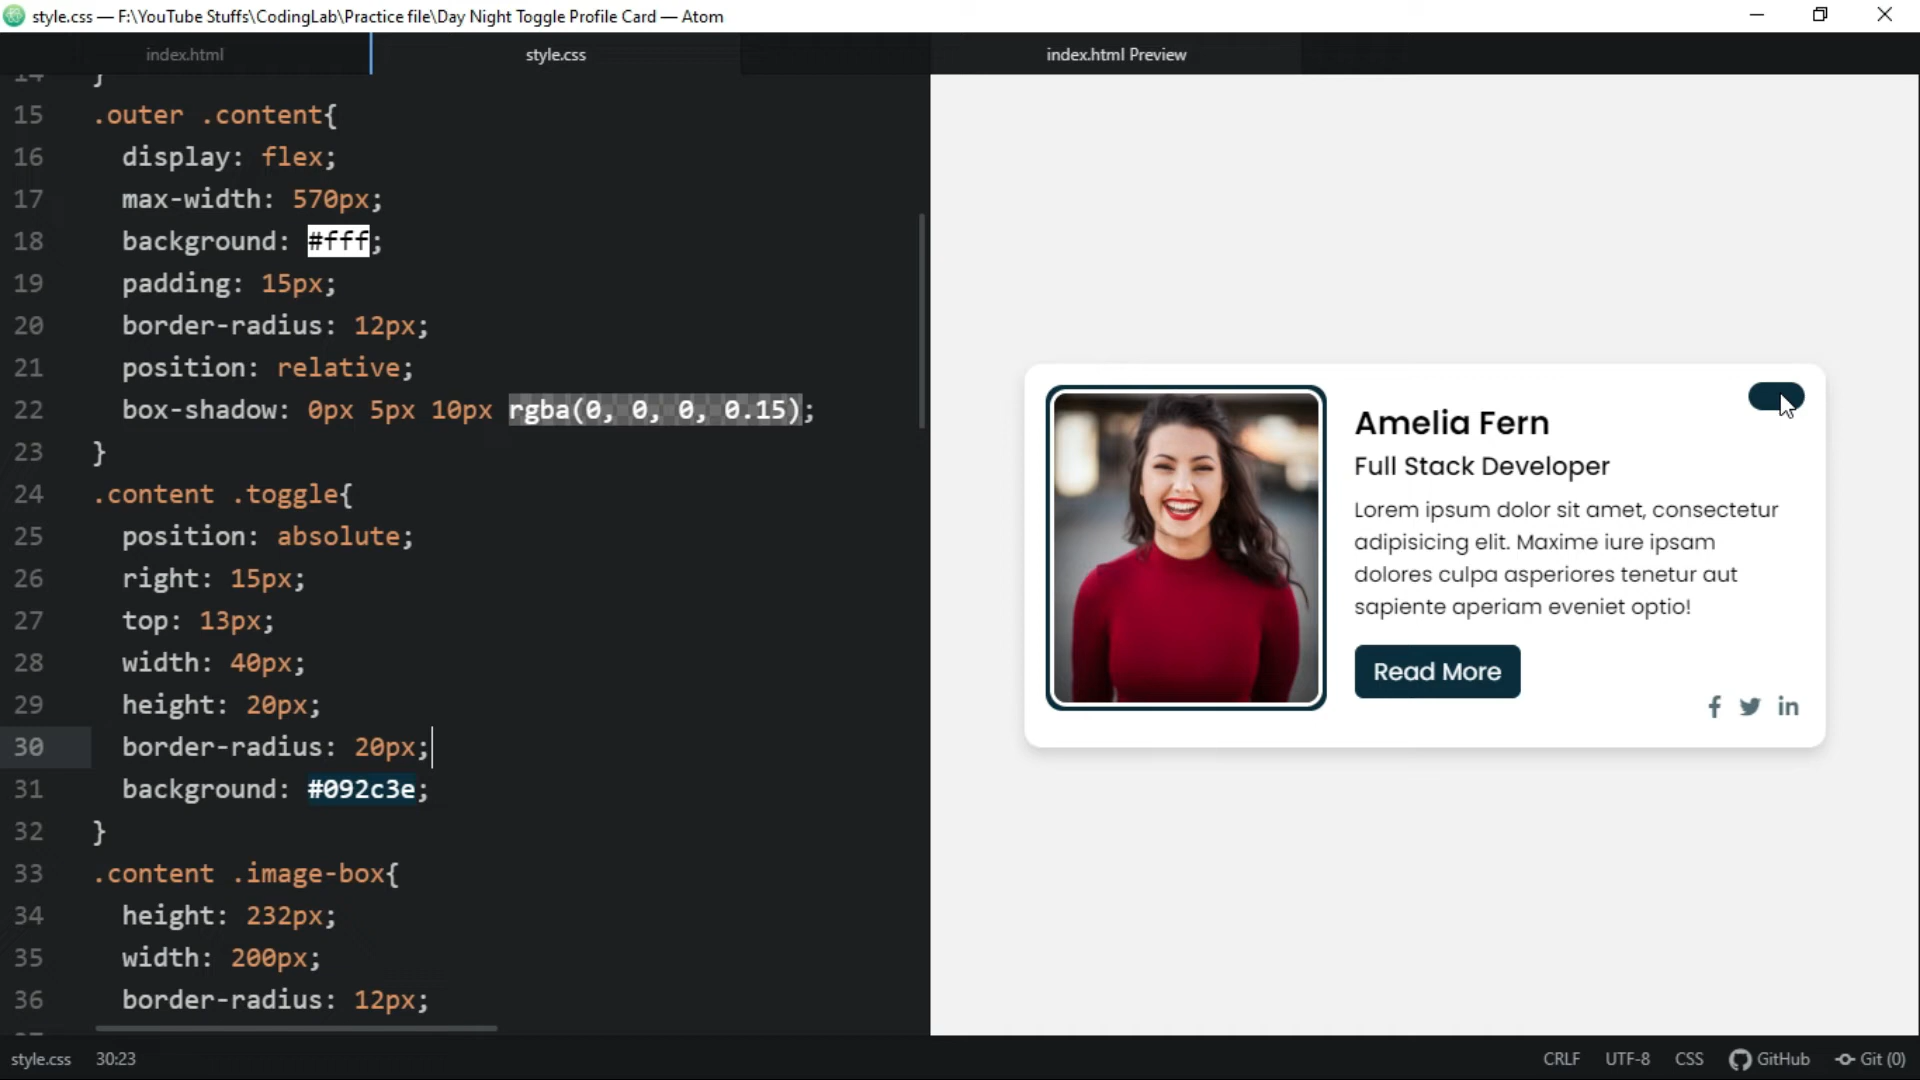 style.css — F:\YouTube Stuffs\CodingLab\Practice file\Day Night Toggle Profile Card — Atom
index.html
style.css
index.html Preview
14 }
15 .outer .content{
16 display: flex;
17 max-width: 570px;
18 background: #fff;
19 padding: 15px;
20 border-radius: 12px;
21 position: relative;
22 box-shadow: 0px 5px 10px rgba(0, 0, 0, 0.15);
23 }
24 .content .toggle{
25 position: absolute;
26 right: 15px;
27 top: 13px;
28 width: 40px;
29 height: 20px;
30 border-radius: 20px;
31 background: #092c3e;
32 }
33 .content .image-box{
34 height: 232px;
35 width: 200px;
36 border-radius: 12px;
Amelia Fern
Full Stack Developer
Lorem ipsum dolor sit amet, consectetur
adipisicing elit. Maxime iure ipsam
dolores culpa asperiores tenetur aut
sapiente aperiam eveniet optio!
Read More
style.css 30:23
CRLF UTF-8 CSS GitHub Git (0)